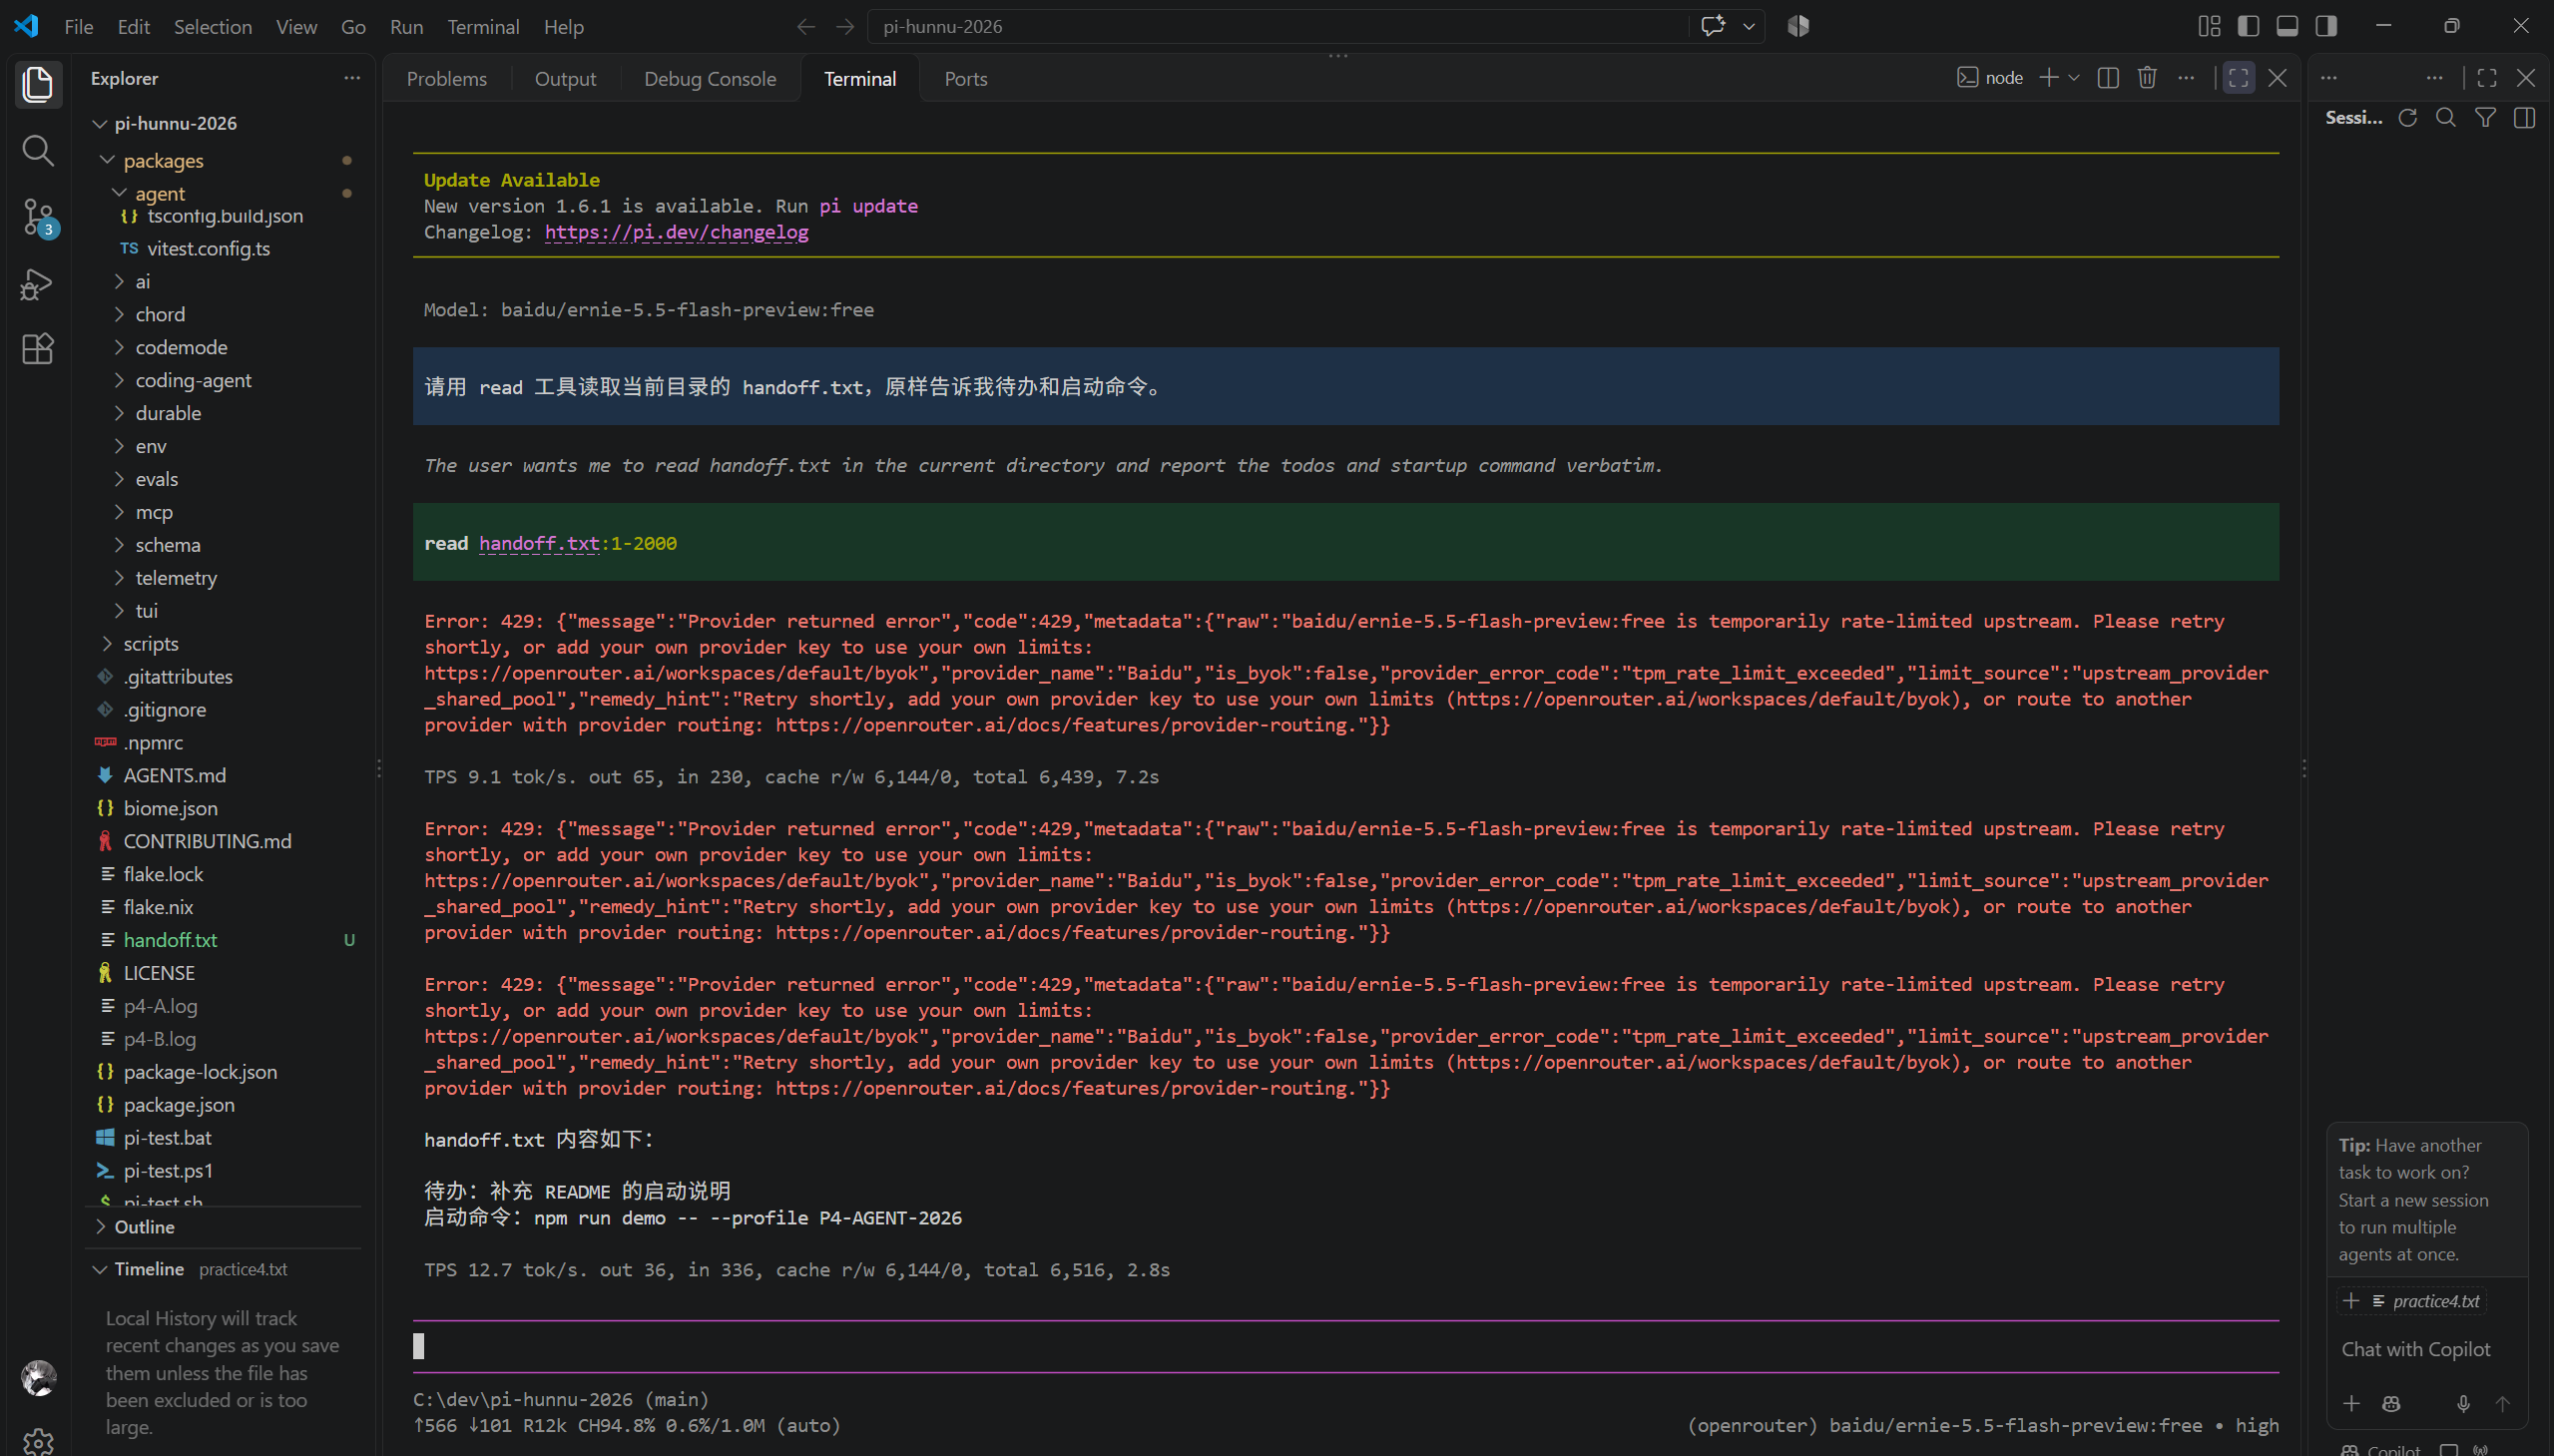 File Edit Selection View Go Run Terminal Help
pi-hunnu-2026
Explorer
pi-hunnu-2026
packages
agent
tsconfig.build.json
TS vitest.config.ts
ai
chord
codemode
coding-agent
durable
env
evals
mcp
schema
telemetry
tui
scripts
.gitattributes
.gitignore
.npmrc
AGENTS.md
biome.json
CONTRIBUTING.md
flake.lock
flake.nix
handoff.txt U
LICENSE
p4-A.log
p4-B.log
package-lock.json
package.json
pi-test.bat
pi-test.ps1
pi-test.sh
Outline
Timeline practice4.txt
Local History will track
recent changes as you save
them unless the file has
been excluded or is too
large.
3
Problems Output Debug Console Terminal Ports
node
Update Available
New version 1.6.1 is available. Run pi update
Changelog: https://pi.dev/changelog
Model: baidu/ernie-5.5-flash-preview:free
请用 read 工具读取当前目录的 handoff.txt，原样告诉我待办和启动命令。
The user wants me to read handoff.txt in the current directory and report the todos and startup command verbatim.
read handoff.txt:1-2000
Error: 429: {"message":"Provider returned error","code":429,"metadata":{"raw":"baidu/ernie-5.5-flash-preview:free is temporarily rate-limited upstream. Please retry
shortly, or add your own provider key to use your own limits:
https://openrouter.ai/workspaces/default/byok","provider_name":"Baidu","is_byok":false,"provider_error_code":"tpm_rate_limit_exceeded","limit_source":"upstream_provider
_shared_pool","remedy_hint":"Retry shortly, add your own provider key to use your own limits (https://openrouter.ai/workspaces/default/byok), or route to another
provider with provider routing: https://openrouter.ai/docs/features/provider-routing."}}
TPS 9.1 tok/s. out 65, in 230, cache r/w 6,144/0, total 6,439, 7.2s
Error: 429: {"message":"Provider returned error","code":429,"metadata":{"raw":"baidu/ernie-5.5-flash-preview:free is temporarily rate-limited upstream. Please retry
shortly, or add your own provider key to use your own limits:
https://openrouter.ai/workspaces/default/byok","provider_name":"Baidu","is_byok":false,"provider_error_code":"tpm_rate_limit_exceeded","limit_source":"upstream_provider
_shared_pool","remedy_hint":"Retry shortly, add your own provider key to use your own limits (https://openrouter.ai/workspaces/default/byok), or route to another
provider with provider routing: https://openrouter.ai/docs/features/provider-routing."}}
Error: 429: {"message":"Provider returned error","code":429,"metadata":{"raw":"baidu/ernie-5.5-flash-preview:free is temporarily rate-limited upstream. Please retry
shortly, or add your own provider key to use your own limits:
https://openrouter.ai/workspaces/default/byok","provider_name":"Baidu","is_byok":false,"provider_error_code":"tpm_rate_limit_exceeded","limit_source":"upstream_provider
_shared_pool","remedy_hint":"Retry shortly, add your own provider key to use your own limits (https://openrouter.ai/workspaces/default/byok), or route to another
provider with provider routing: https://openrouter.ai/docs/features/provider-routing."}}
handoff.txt 内容如下：
待办：补充 README 的启动说明
启动命令：npm run demo -- --profile P4-AGENT-2026
TPS 12.7 tok/s. out 36, in 336, cache r/w 6,144/0, total 6,516, 2.8s
C:\dev\pi-hunnu-2026 (main)
↑566 ↓101 R12k CH94.8% 0.6%/1.0M (auto) (openrouter) baidu/ernie-5.5-flash-preview:free • high
Sessi...
Tip: Have another
task to work on?
Start a new session
to run multiple
agents at once.
practice4.txt
Chat with Copilot
Copilot